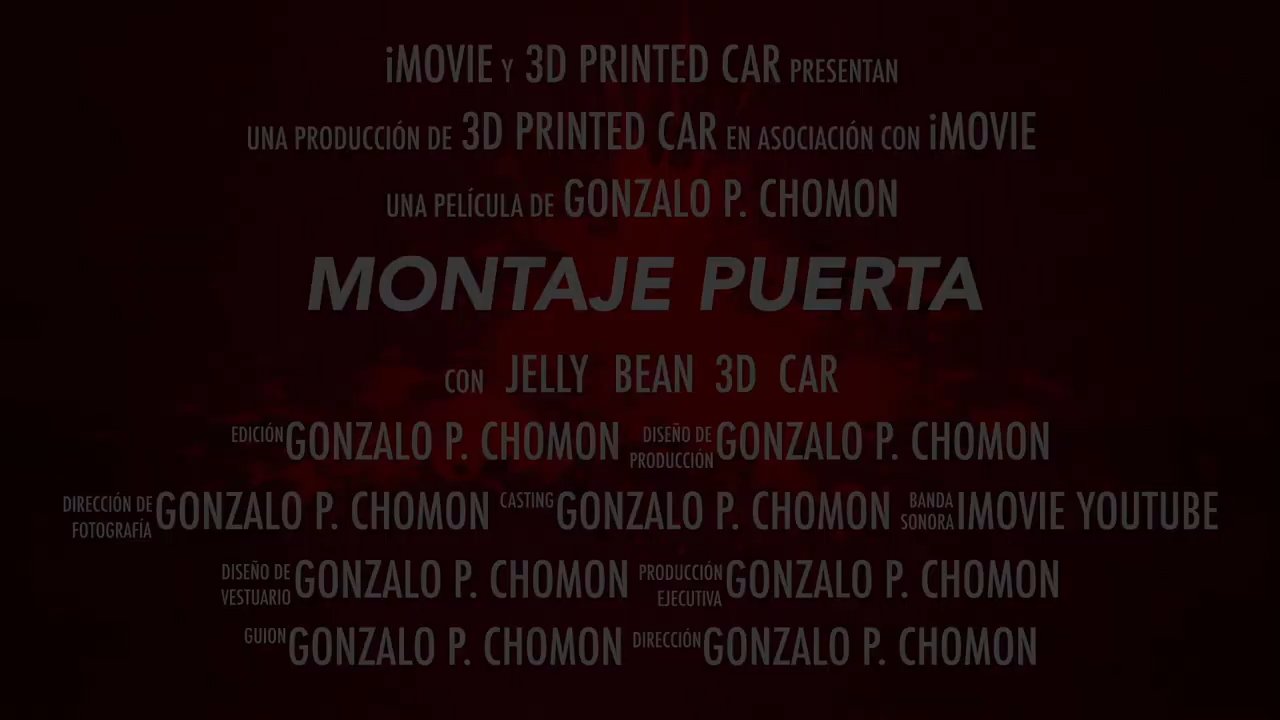 iMOVIE Y 3D PRINTED CAR PRESENTAN
UNA PRODUCCIÓN DE 3D PRINTED CAR EN ASOCIACIÓN CON iMOVIE
UNA PELÍCULA DE GONZALO P. CHOMON
MONTAJE PUERTA
CON JELLY BEAN 3D CAR
EDICIÓN GONZALO P. CHOMON DISEÑO DE PRODUCCIÓN GONZALO P. CHOMON
DIRECCIÓN DE FOTOGRAFÍA GONZALO P. CHOMON CASTING GONZALO P. CHOMON BANDA SONORA IMOVIE YOUTUBE
DISEÑO DE VESTUARIO GONZALO P. CHOMON PRODUCCIÓN EJECUTIVA GONZALO P. CHOMON
GUION GONZALO P. CHOMON DIRECCIÓN GONZALO P. CHOMON